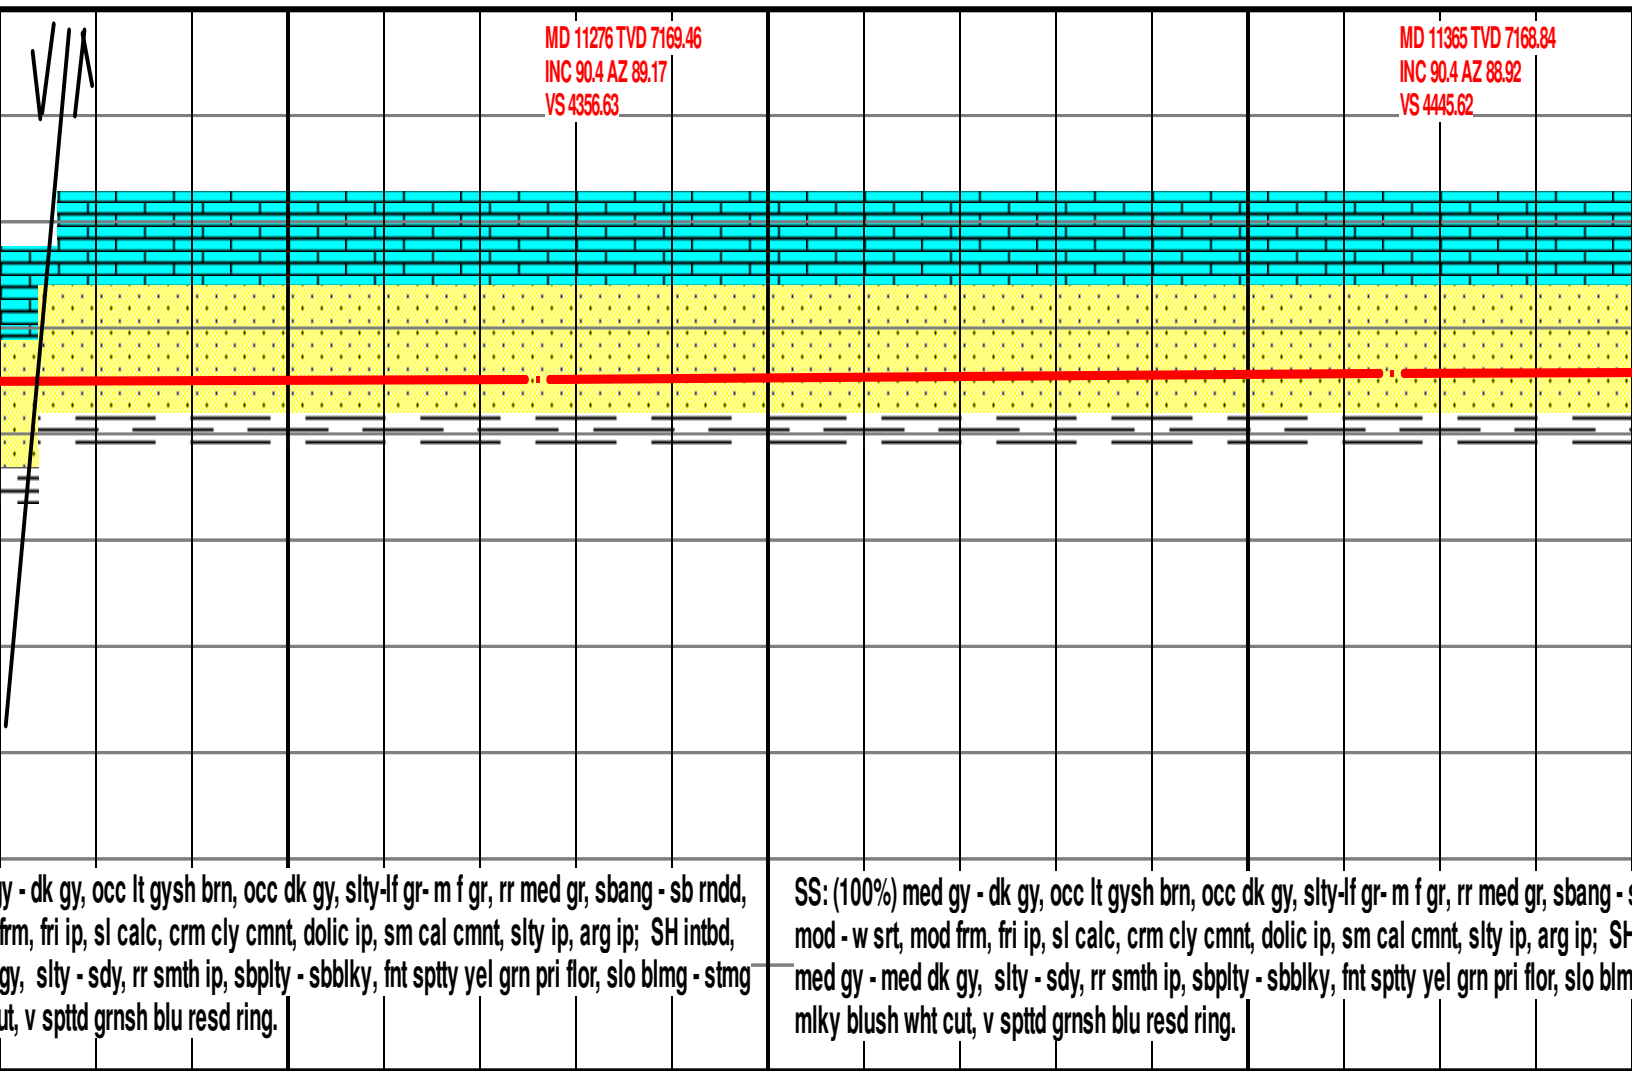 MD 11276 TVD 7169.46
INC 90.4 AZ 89.17
VS 4356.63
MD 11365 TVD 7168.84
INC 90.4 AZ 88.92
VS 4445.62
gy - dk gy, occ lt gysh brn, occ dk gy, slty-lf gr- m f gr, rr med gr, sbang - sb rndd,
frm, fri ip, sl calc, crm cly cmnt, dolic ip, sm cal cmnt, slty ip, arg ip;  SH intbd,
gy,  slty - sdy, rr smth ip, sbplty - sbblky, fnt sptty yel grn pri flor, slo blmg - stmg
ut, v spttd grnsh blu resd ring.
SS: (100%) med gy - dk gy, occ lt gysh brn, occ dk gy, slty-lf gr- m f gr, rr med gr, sbang - s
mod - w srt, mod frm, fri ip, sl calc, crm cly cmnt, dolic ip, sm cal cmnt, slty ip, arg ip;  SH
med gy - med dk gy,  slty - sdy, rr smth ip, sbplty - sbblky, fnt sptty yel grn pri flor, slo blm
mlky blush wht cut, v spttd grnsh blu resd ring.